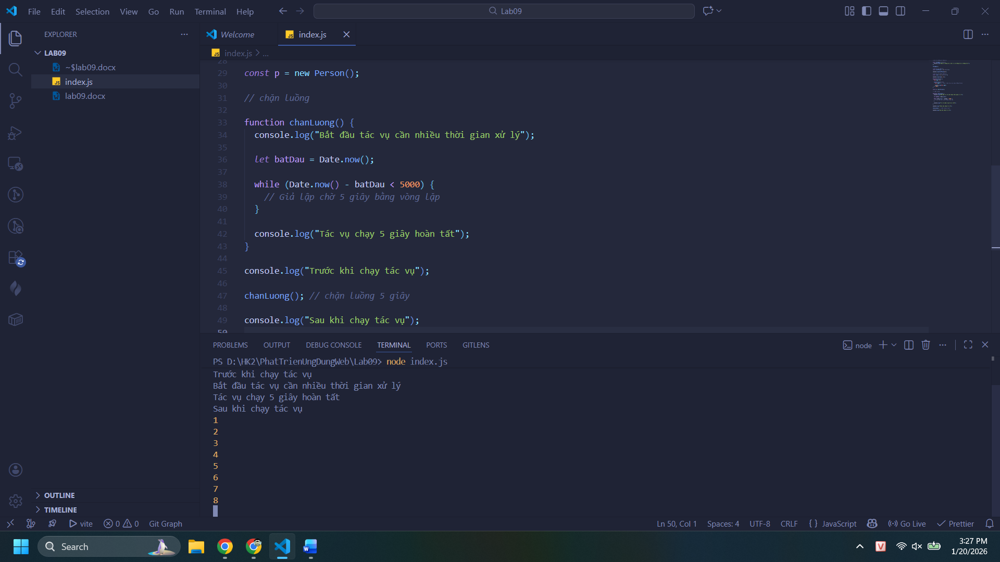 File Edit Selection View Go Run Terminal Help
Lab09
EXPLORER
LAB09
~$lab09.docx
index.js
lab09.docx
Welcome
index.js
index.js > ...
28
29 const p = new Person();
30
31 // chặn luồng
32
33 function chanLuong() {
34 console.log("Bắt đầu tác vụ cần nhiều thời gian xử lý");
35
36 let batDau = Date.now();
37
38 while (Date.now() - batDau < 5000) {
39 // Giả lập chờ 5 giây bằng vòng lặp
40 }
41
42 console.log("Tác vụ chạy 5 giây hoàn tất");
43 }
44
45 console.log("Trước khi chạy tác vụ");
46
47 chanLuong(); // chặn luồng 5 giây
48
49 console.log("Sau khi chạy tác vụ");
50
PROBLEMS OUTPUT DEBUG CONSOLE TERMINAL PORTS GITLENS
node
PS D:\HK2\PhatTrienUngDungWeb\Lab09> node index.js
Trước khi chạy tác vụ
Bắt đầu tác vụ cần nhiều thời gian xử lý
Tác vụ chạy 5 giây hoàn tất
Sau khi chạy tác vụ
1
2
3
4
5
6
7
8
OUTLINE
TIMELINE
vite 0 0 Git Graph
Ln 50, Col 1 Spaces: 4 UTF-8 CRLF { } JavaScript Go Live Prettier
Search
3:27 PM
1/20/2026